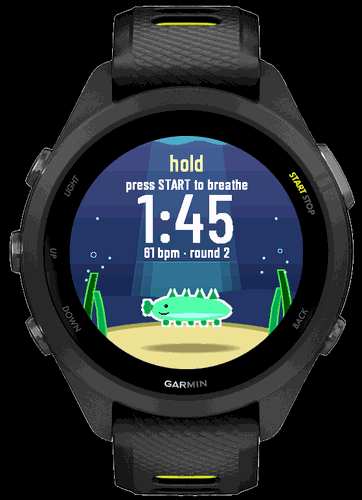 hold
press START to breathe
1:45
61 bpm · round 2
LIGHT
START STOP
UP
DOWN
BACK
GARMIN